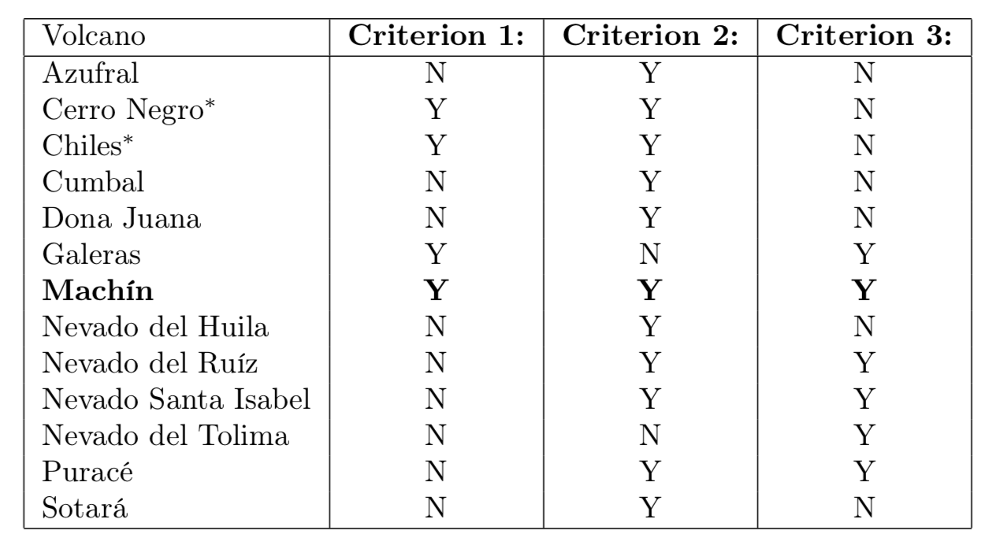 Volcano Criterion 1: Criterion 2: Criterion 3:
Azufral N Y N
Cerro Negro* Y Y N
Chiles* Y Y N
Cumbal N Y N
Dona Juana N Y N
Galeras Y N Y
Machín Y Y Y
Nevado del Huila N Y N
Nevado del Ruíz N Y Y
Nevado Santa Isabel N Y Y
Nevado del Tolima N N Y
Puracé N Y Y
Sotará N Y N